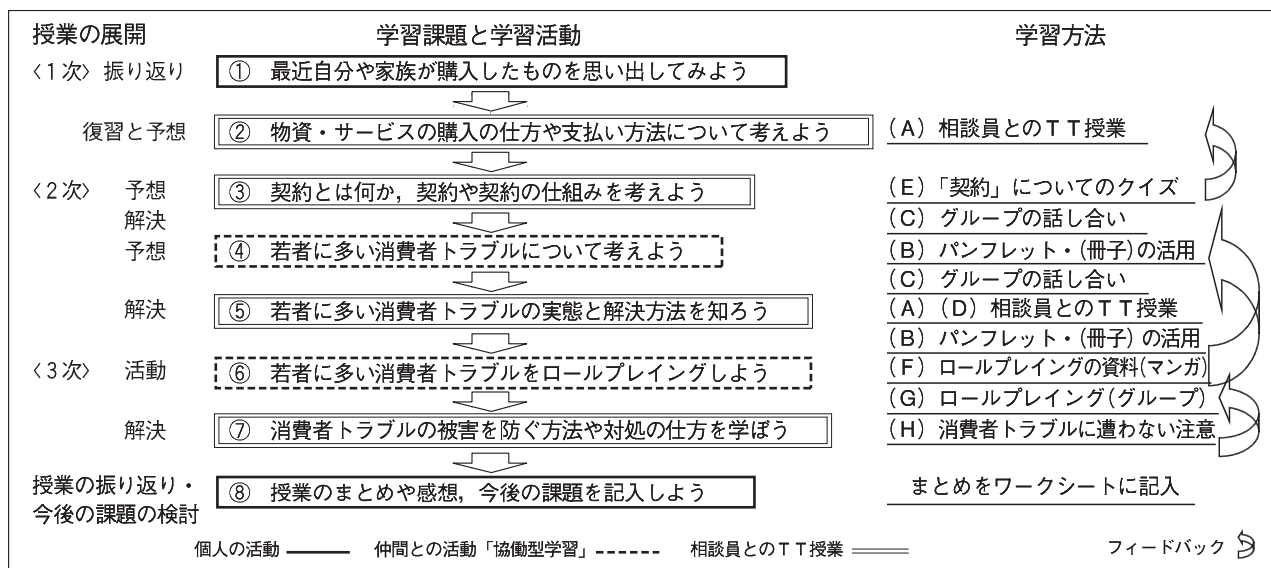 授業の展開 学習課題と学習活動 学習方法
〈1次〉 振り返り ① 最近自分や家族が購入したものを思い出してみよう
復習と予想 ② 物資・サービスの購入の仕方や支払い方法について考えよう (A) 相談員とのTT授業
〈2次〉 予想 ③ 契約とは何か，契約や契約の仕組みを考えよう (E)「契約」についてのクイズ
解決 (C) グループの話し合い
予想 ④ 若者に多い消費者トラブルについて考えよう (B) パンフレット・(冊子)の活用
(C) グループの話し合い
解決 ⑤ 若者に多い消費者トラブルの実態と解決方法を知ろう (A) (D) 相談員とのTT授業
(B) パンフレット・(冊子) の活用
〈3次〉 活動 ⑥ 若者に多い消費者トラブルをロールプレイングしよう (F) ロールプレイングの資料(マンガ)
(G) ロールプレイング(グループ)
解決 ⑦ 消費者トラブルの被害を防ぐ方法や対処の仕方を学ぼう (H) 消費者トラブルに遭わない注意
授業の振り返り・
今後の課題の検討 ⑧ 授業のまとめや感想，今後の課題を記入しよう まとめをワークシートに記入
個人の活動 仲間との活動「協働型学習」 相談員とのTT授業 フィードバック